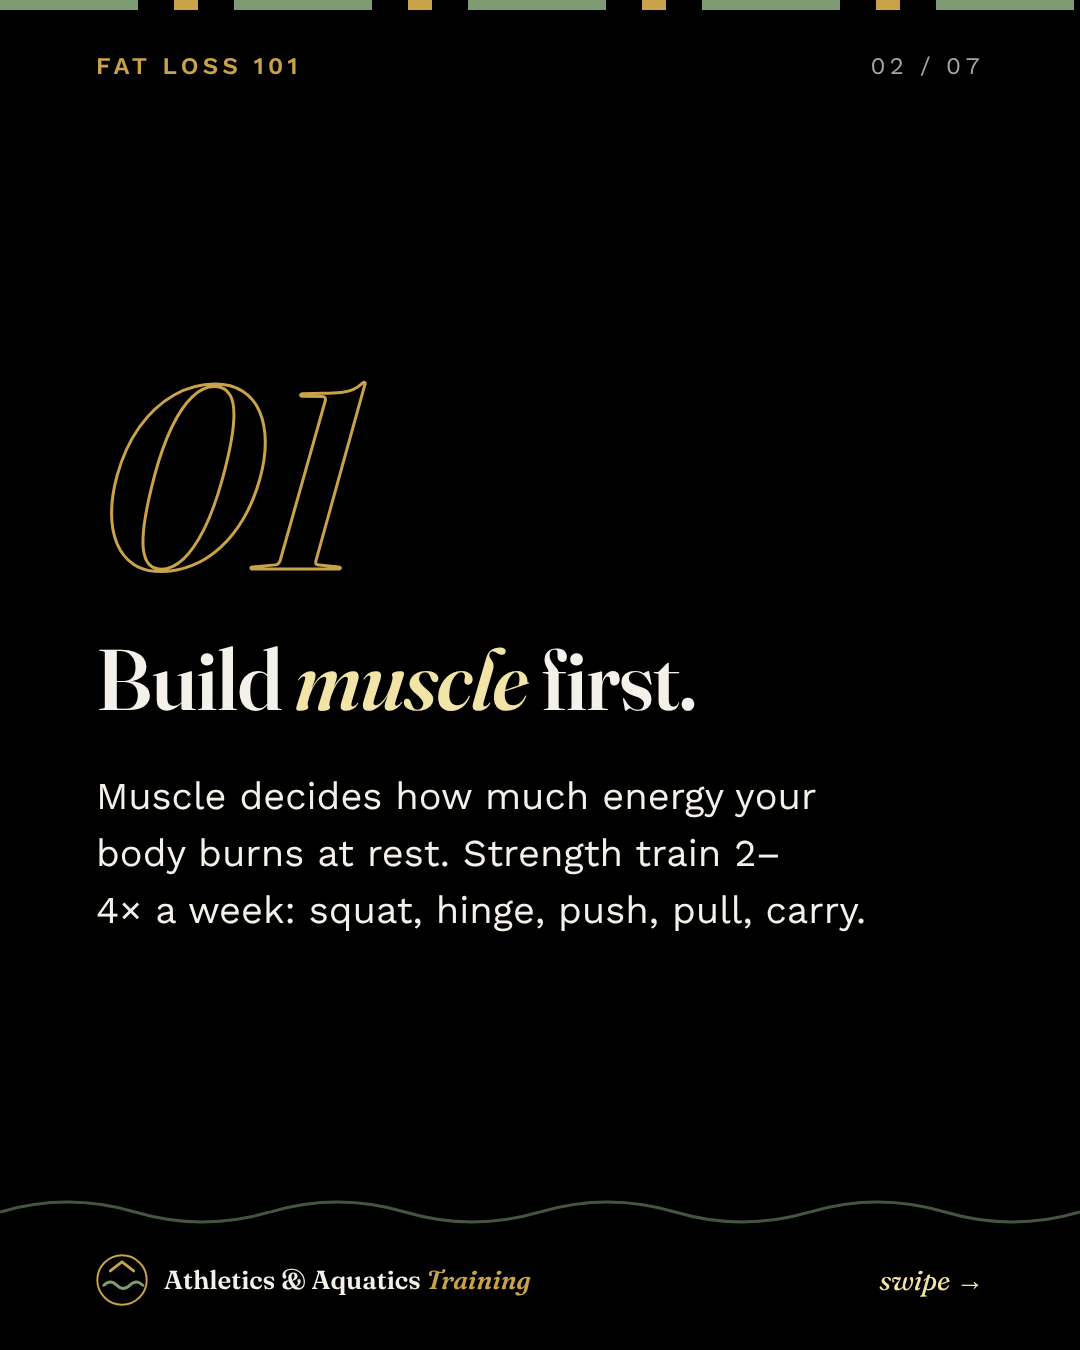 FAT LOSS 101
02 / 07
01
Build muscle first.
Muscle decides how much energy your
body burns at rest. Strength train 2–
4× a week: squat, hinge, push, pull, carry.
Athletics & Aquatics Training
swipe →